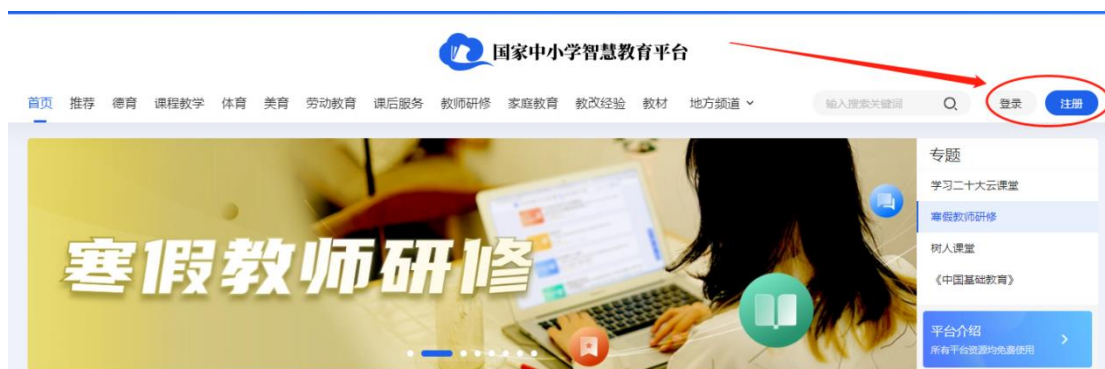 国家中小学智慧教育平台
首页 推荐 德育 课程教学 体育 美育 劳动教育 课后服务 教师研修 家庭教育 教改经验 教材 地方频道 输入搜索关键词 登录 注册
寒假教师研修
专题
学习二十大云课堂
寒假教师研修
树人课堂
《中国基础教育》
平台介绍
所有平台资源均免费使用